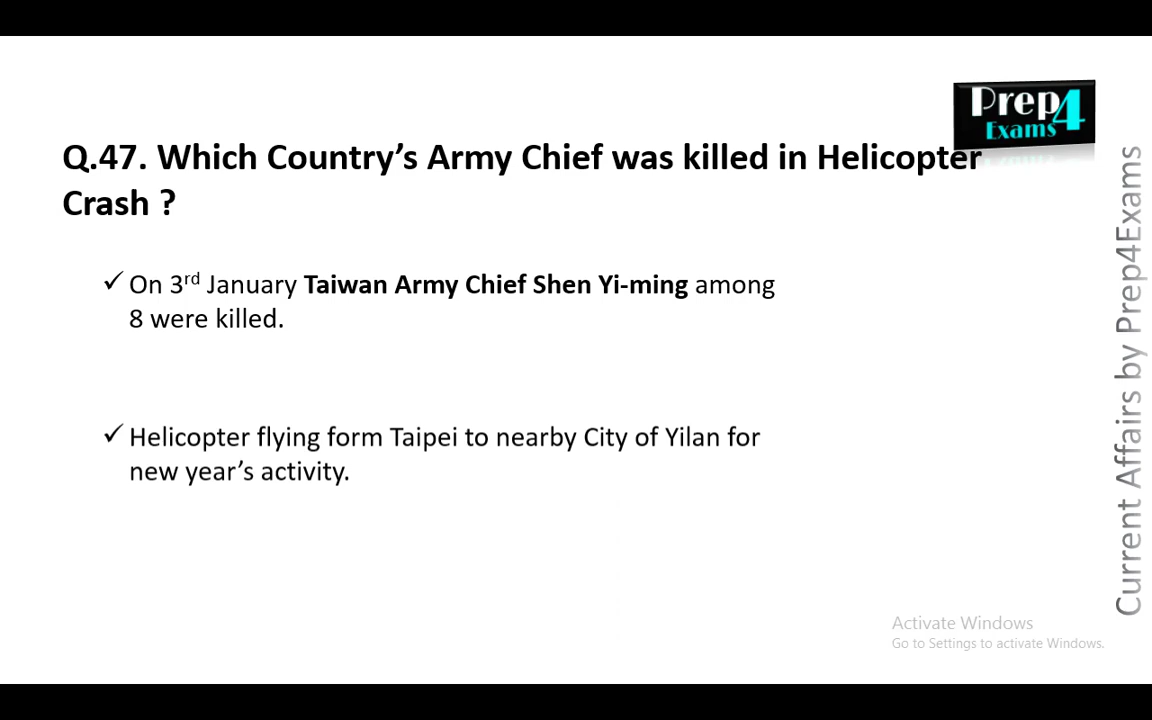 Prep4
Exams
Q.47. Which Country’s Army Chief was killed in Helicopter
Crash ?
✓ On 3rd January Taiwan Army Chief Shen Yi-ming among
8 were killed.
✓ Helicopter flying form Taipei to nearby City of Yilan for
new year’s activity.
Current Affairs by Prep4Exams
Activate Windows
Go to Settings to activate Windows.